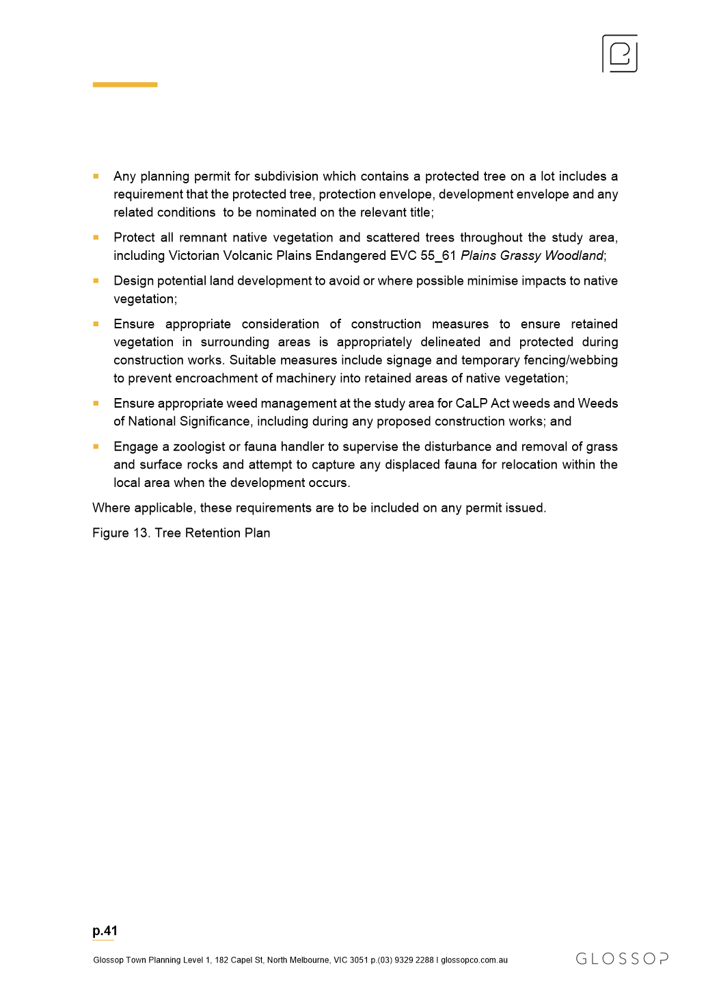 Any planning permit for subdivision which contains a protected tree on a lot includes a
requirement that the protected tree, protection envelope, development envelope and any
related conditions  to be nominated on the relevant title;
Protect all remnant native vegetation and scattered trees throughout the study area,
including Victorian Volcanic Plains Endangered EVC 55_61 Plains Grassy Woodland;
Design potential land development to avoid or where possible minimise impacts to native
vegetation;
Ensure appropriate consideration of construction measures to ensure retained
vegetation in surrounding areas is appropriately delineated and protected during
construction works. Suitable measures include signage and temporary fencing/webbing
to prevent encroachment of machinery into retained areas of native vegetation;
Ensure appropriate weed management at the study area for CaLP Act weeds and Weeds
of National Significance, including during any proposed construction works; and
Engage a zoologist or fauna handler to supervise the disturbance and removal of grass
and surface rocks and attempt to capture any displaced fauna for relocation within the
local area when the development occurs.
Where applicable, these requirements are to be included on any permit issued.
Figure 13. Tree Retention Plan
p.41
Glossop Town Planning Level 1, 182 Capel St, North Melbourne, VIC 3051 p.(03) 9329 2288 I glossopco.com.au
GLOSSOP